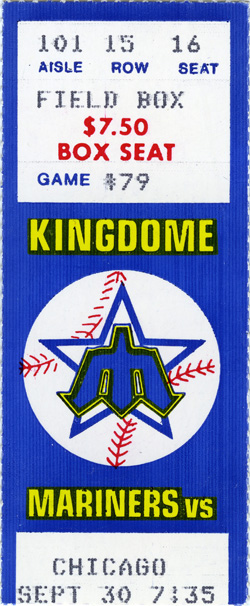 101 15 16
AISLE ROW SEAT
FIELD BOX
$7.50
BOX SEAT
GAME #79
KINGDOME
MARINERS VS
CHICAGO
SEPT 30 7:35